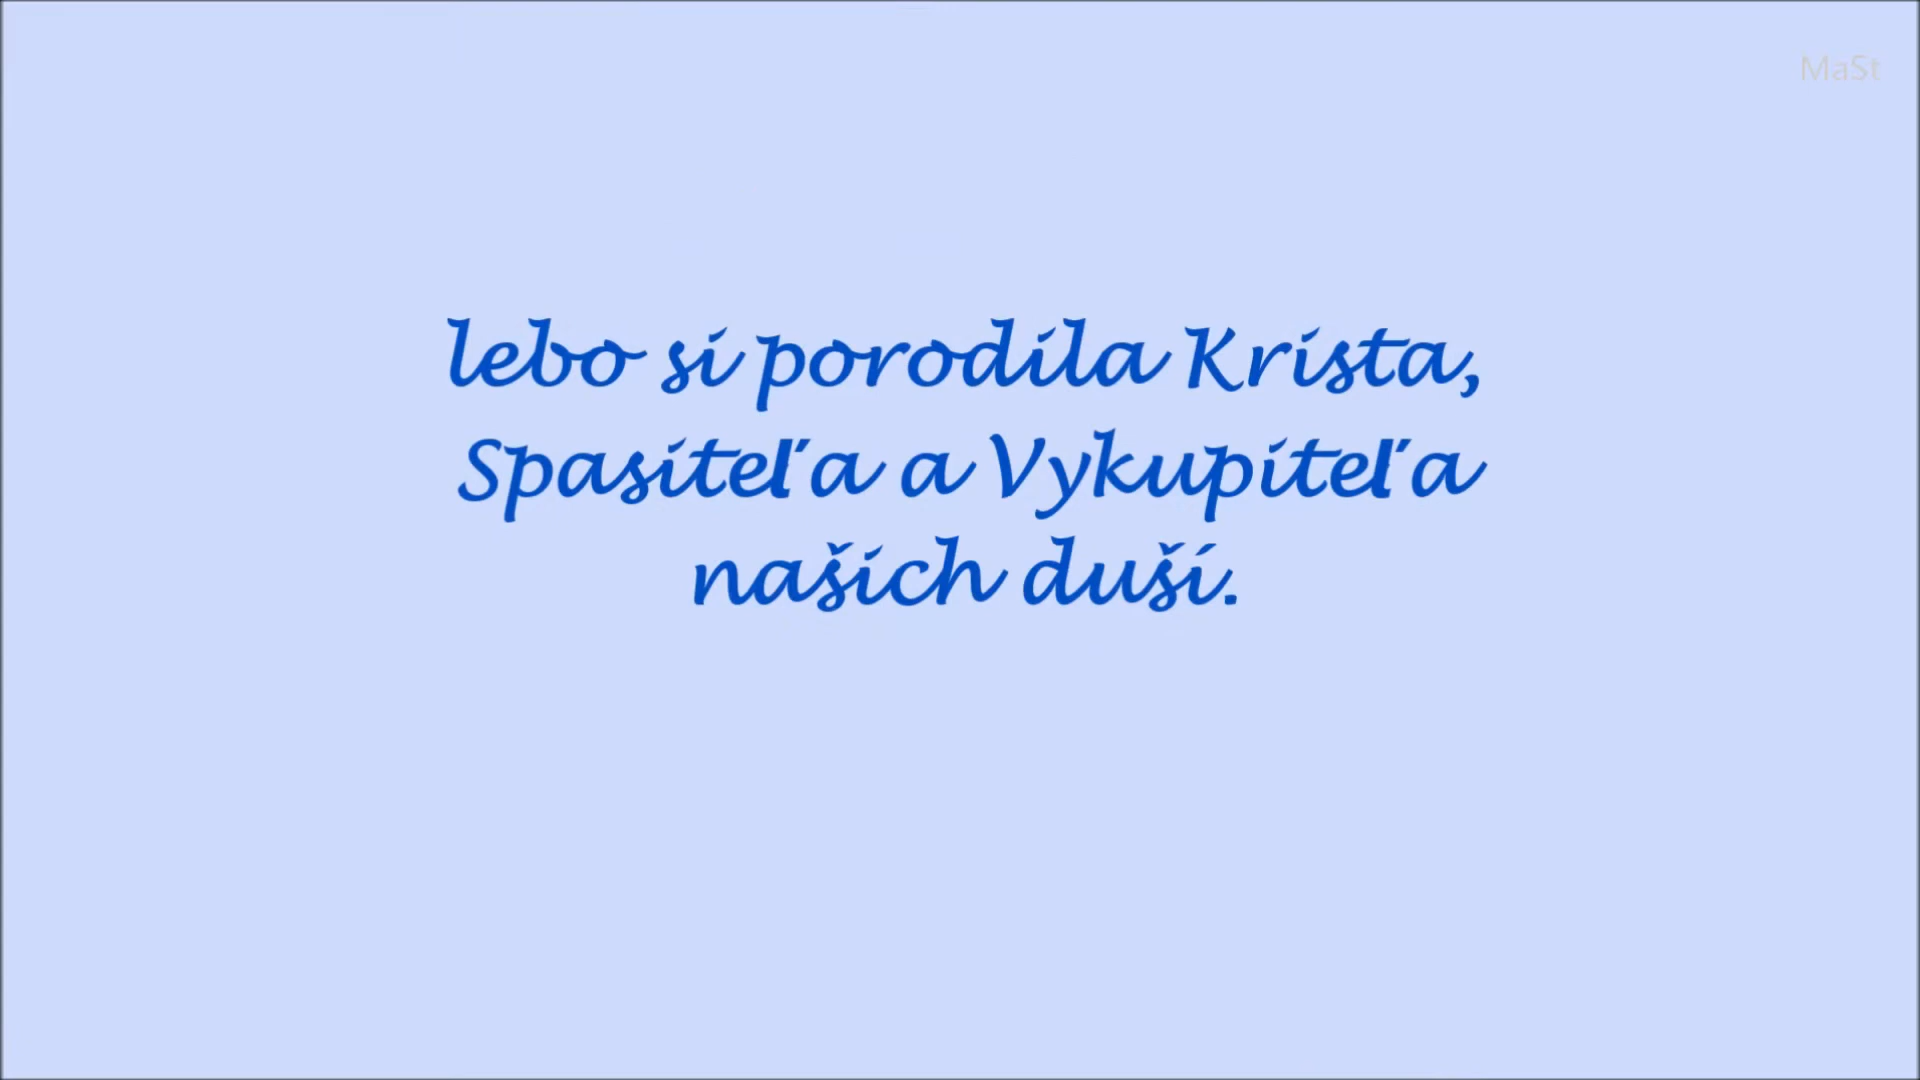 MaSt
lebo si porodila Krista,
Spasiteľa a Vykupiteľa
našich duší.